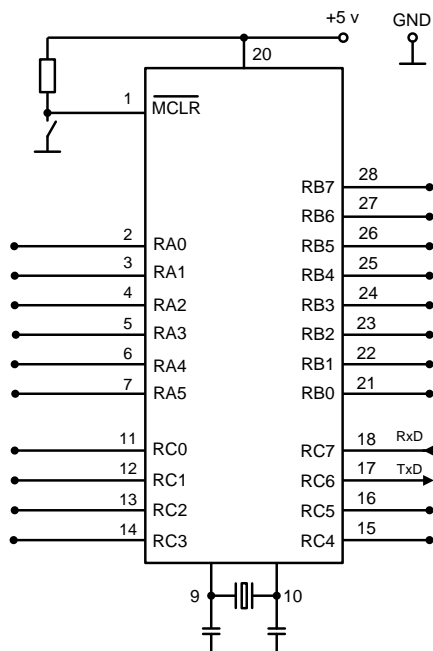 +5 v GND
20
1 MCLR
RB7 28
RB6 27
2 RA0 RB5 26
3 RA1 RB4 25
4 RA2 RB3 24
5 RA3 RB2 23
6 RA4 RB1 22
7 RA5 RB0 21
11 RC0 RC7 18 RxD
12 RC1 RC6 17 TxD
13 RC2 RC5 16
14 RC3 RC4 15
9 10